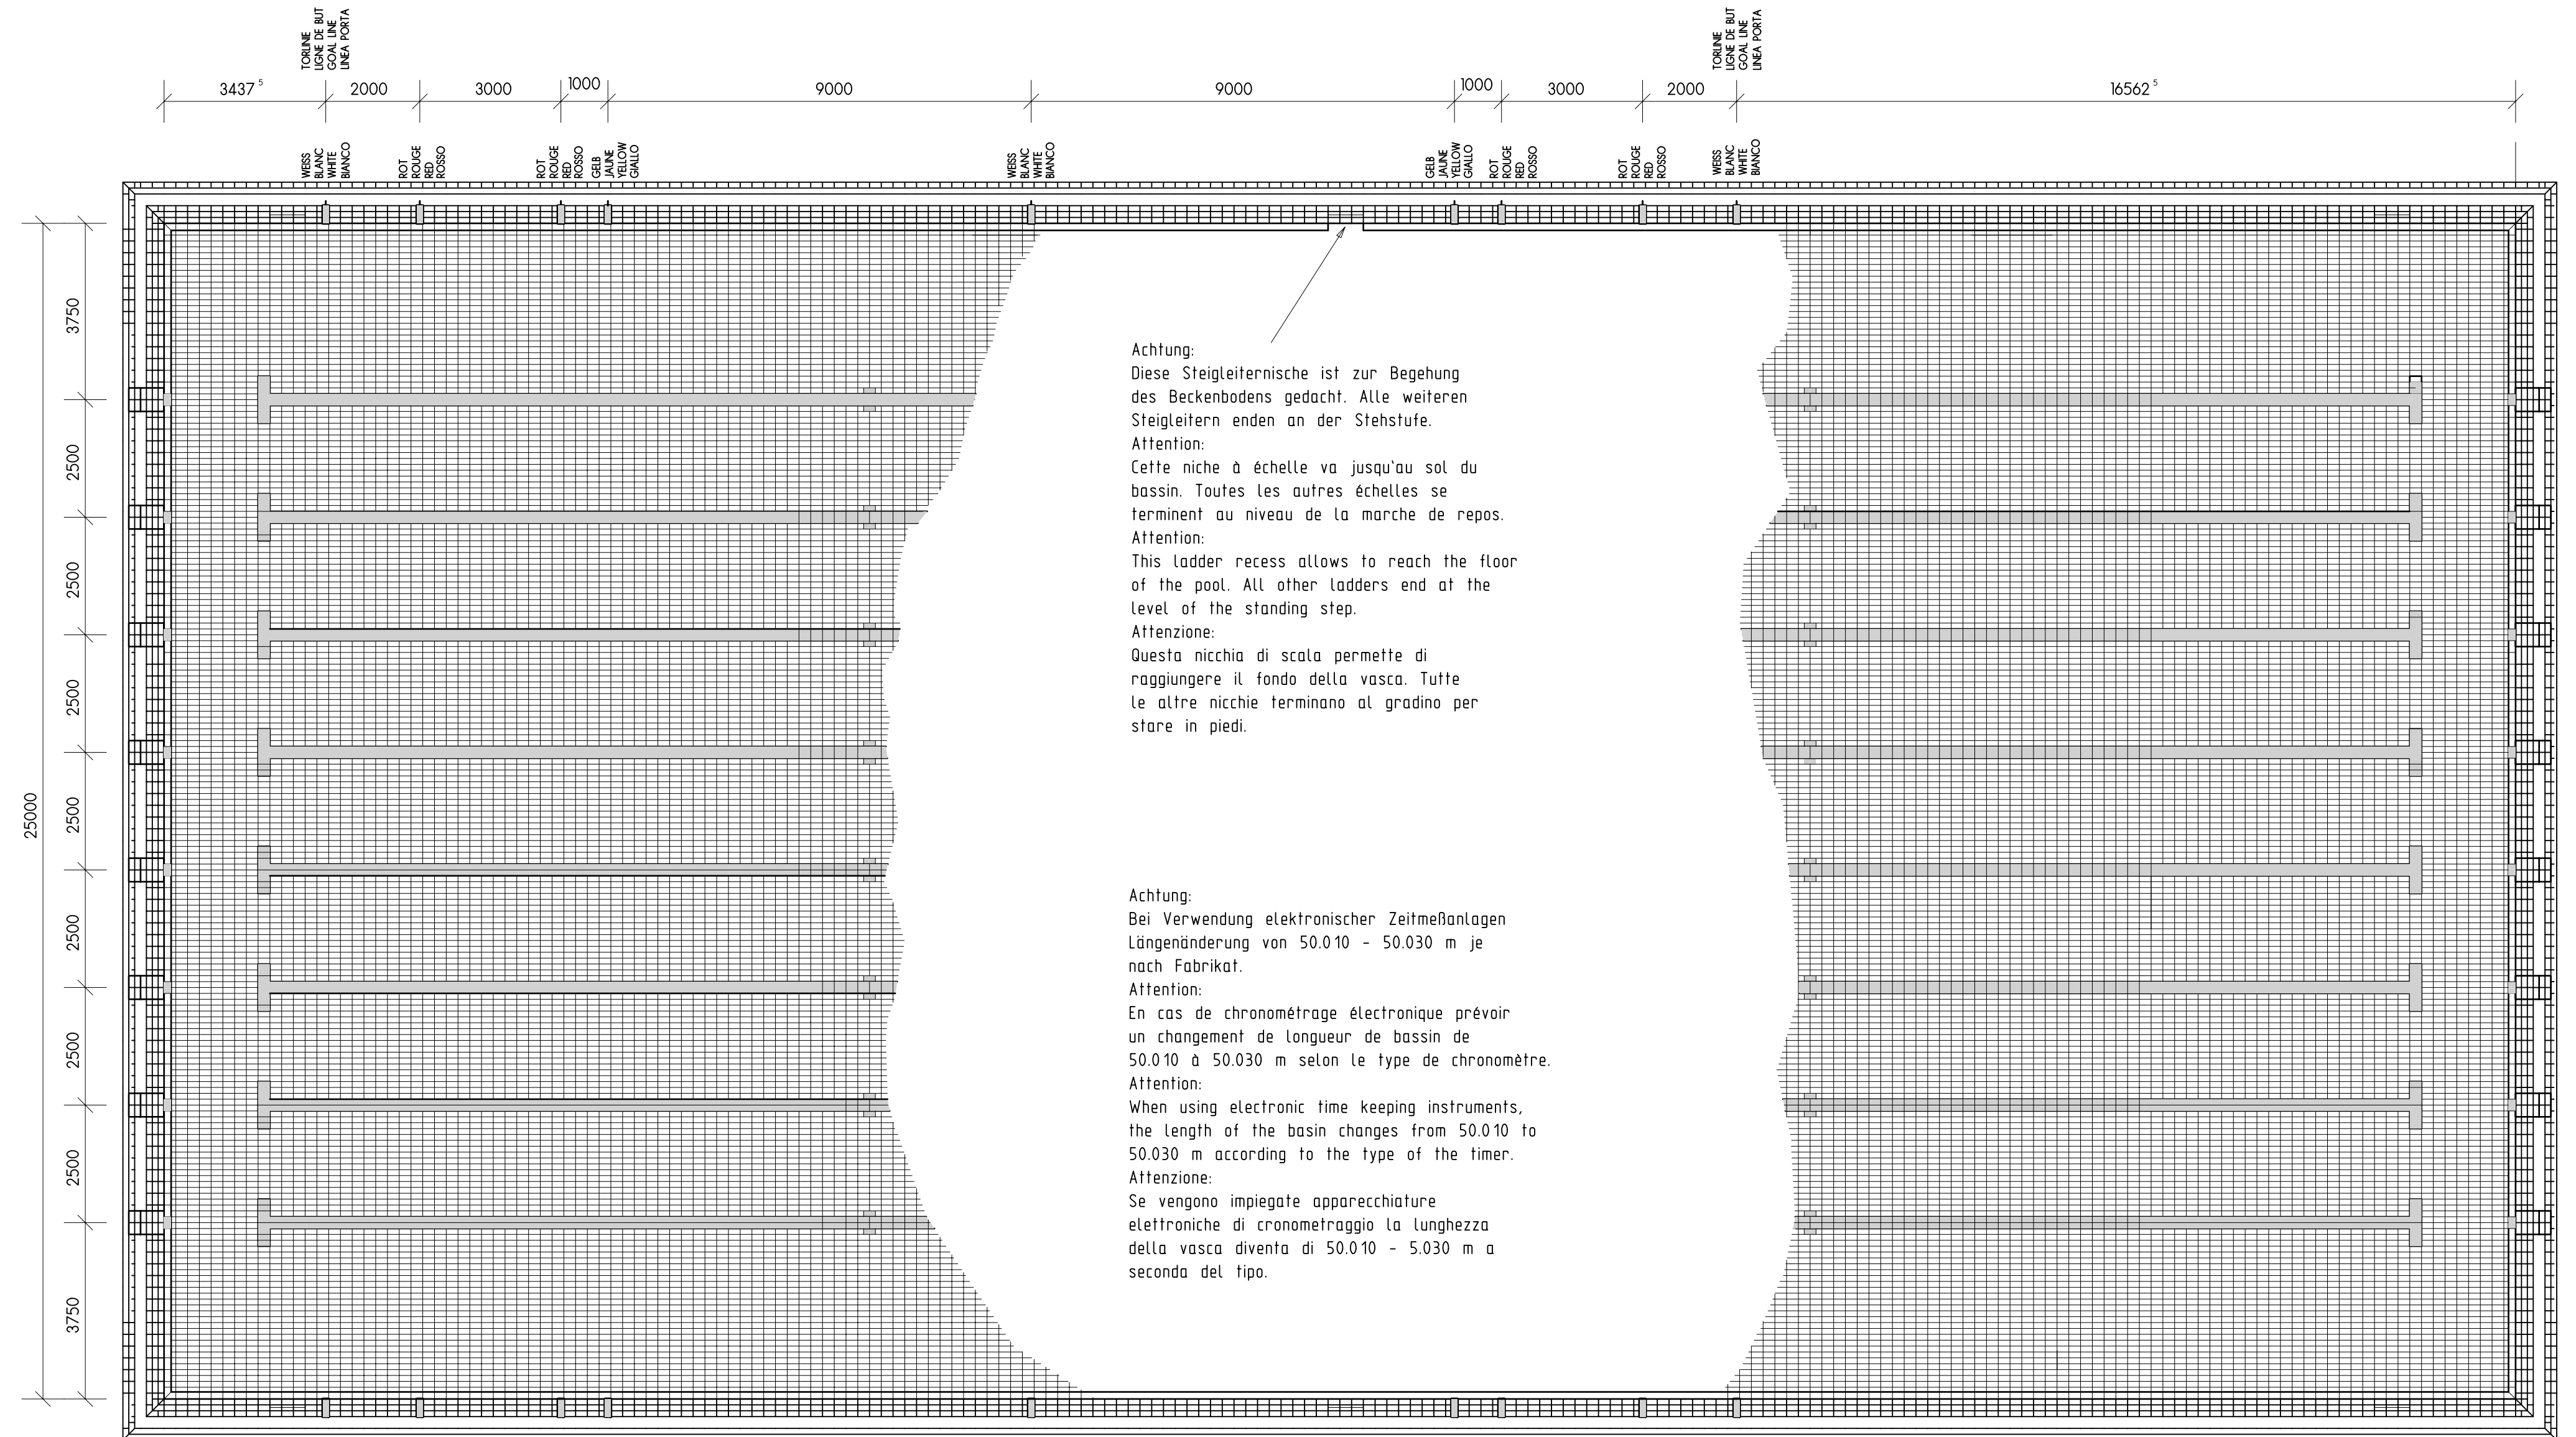 TORLINIE
LIGNE DE BUT
GOAL LINE
LINEA PORTA
TORLINIE
LIGNE DE BUT
GOAL LINE
LINEA PORTA
3437 5
2000
3000
1000
9000
9000
1000
3000
2000
16562 5
WEISS
BLANC
WHITE
BIANCO
ROT
ROUGE
RED
ROSSO
ROT
ROUGE
RED
ROSSO
GELB
JAUNE
YELLOW
GIALLO
WEISS
BLANC
WHITE
BIANCO
GELB
JAUNE
YELLOW
GIALLO
ROT
ROUGE
RED
ROSSO
ROT
ROUGE
RED
ROSSO
WEISS
BLANC
WHITE
BIANCO
25000
3750
2500
2500
2500
2500
2500
2500
2500
3750
Achtung:
Diese Steigleiternische ist zur Begehung
des Beckenbodens gedacht. Alle weiteren
Steigleitern enden an der Stehstufe.
Attention:
Cette niche à échelle va jusqu'au sol du
bassin. Toutes les autres échelles se
terminent au niveau de la marche de repos.
Attention:
This ladder recess allows to reach the floor
of the pool. All other ladders end at the
level of the standing step.
Attenzione:
Questa nicchia di scala permette di
raggiungere il fondo della vasca. Tutte
le altre nicchie terminano al gradino per
stare in piedi.
Achtung:
Bei Verwendung elektronischer Zeitmeßanlagen
Längenänderung von 50.010 - 50.030 m je
nach Fabrikat.
Attention:
En cas de chronométrage électronique prévoir
un changement de longueur de bassin de
50.010 à 50.030 m selon le type de chronomètre.
Attention:
When using electronic time keeping instruments,
the length of the basin changes from 50.010 to
50.030 m according to the type of the timer.
Attenzione:
Se vengono impiegate apparecchiature
elettroniche di cronometraggio la lunghezza
della vasca diventa di 50.010 - 5.030 m a
seconda del tipo.